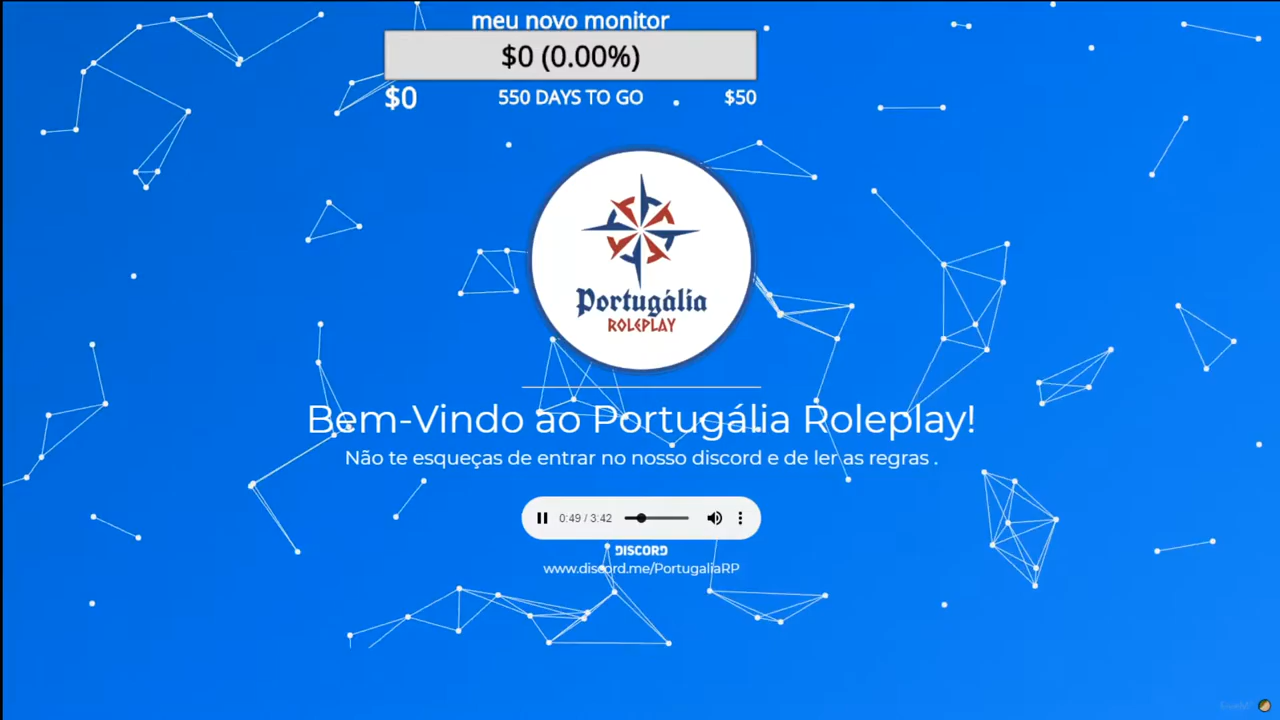 meu novo monitor
$0 (0.00%)
$0 550 DAYS TO GO $50
Portugália
ROLEPLAY
Bem-Vindo ao Portugália Roleplay!
Não te esqueças de entrar no nosso discord e de ler as regras .
0:49 / 3:42
DISCORD
www.discord.me/PortugaliaRP